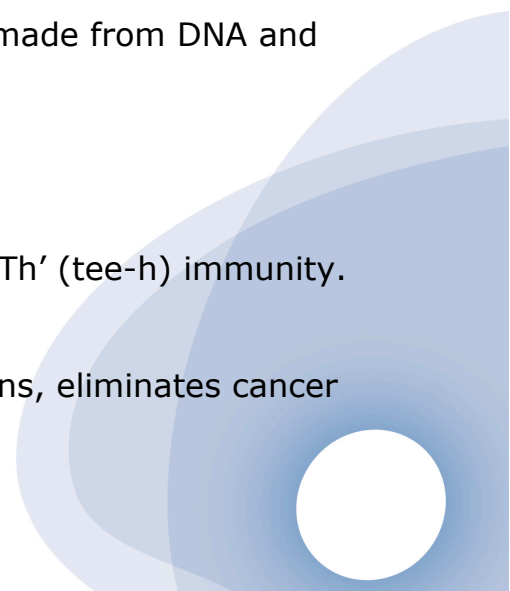 made from DNA and
Th’ (tee-h) immunity.
ns, eliminates cancer